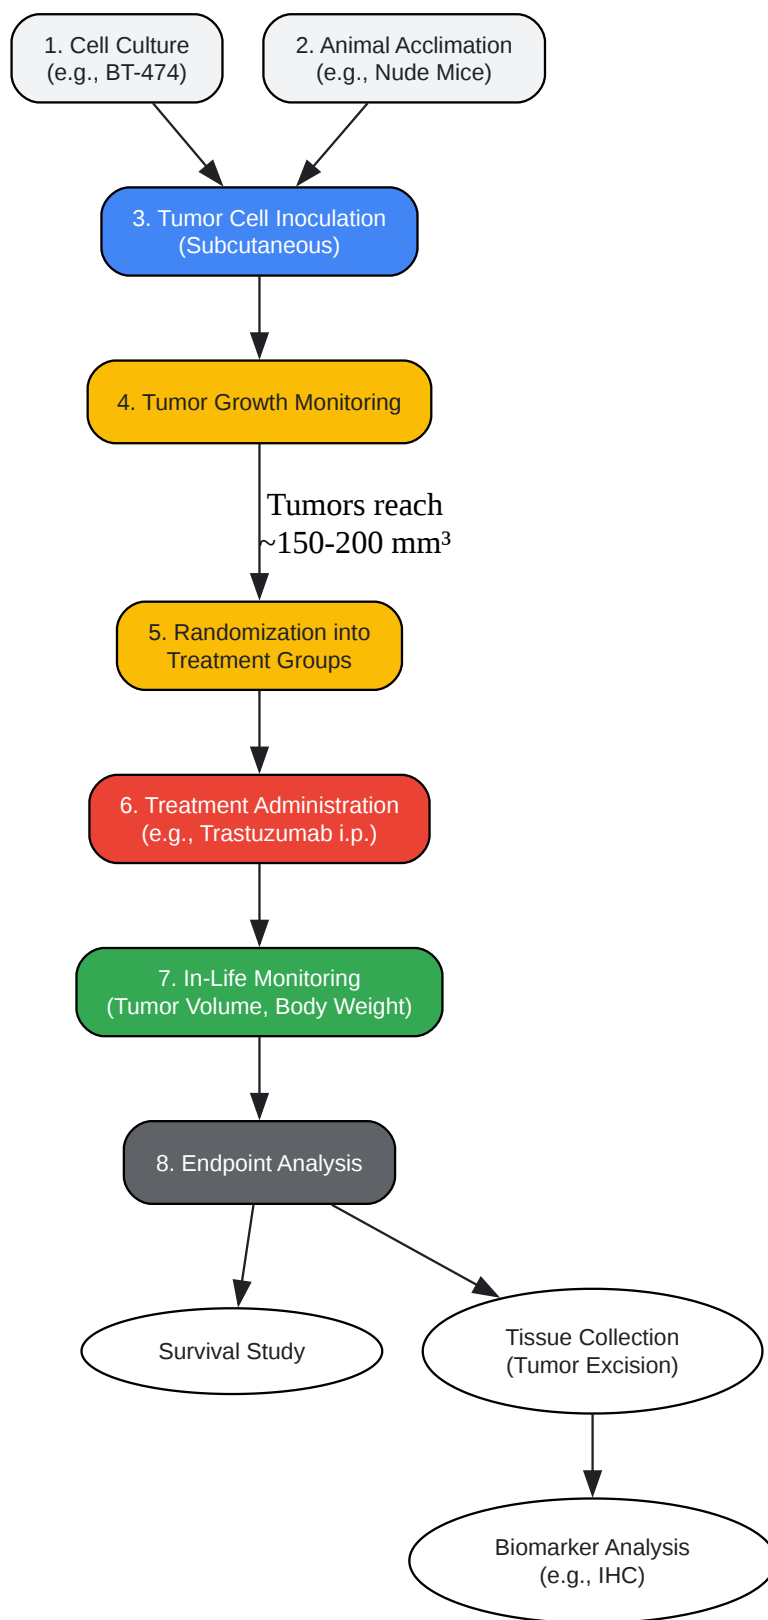 1. Cell Culture
(e.g., BT-474)
2. Animal Acclimation
(e.g., Nude Mice)
3. Tumor Cell Inoculation
(Subcutaneous)
4. Tumor Growth Monitoring
Tumors reach
~150-200 mm³
5. Randomization into
Treatment Groups
6. Treatment Administration
(e.g., Trastuzumab i.p.)
7. In-Life Monitoring
(Tumor Volume, Body Weight)
8. Endpoint Analysis
Survival Study
Tissue Collection
(Tumor Excision)
Biomarker Analysis
(e.g., IHC)